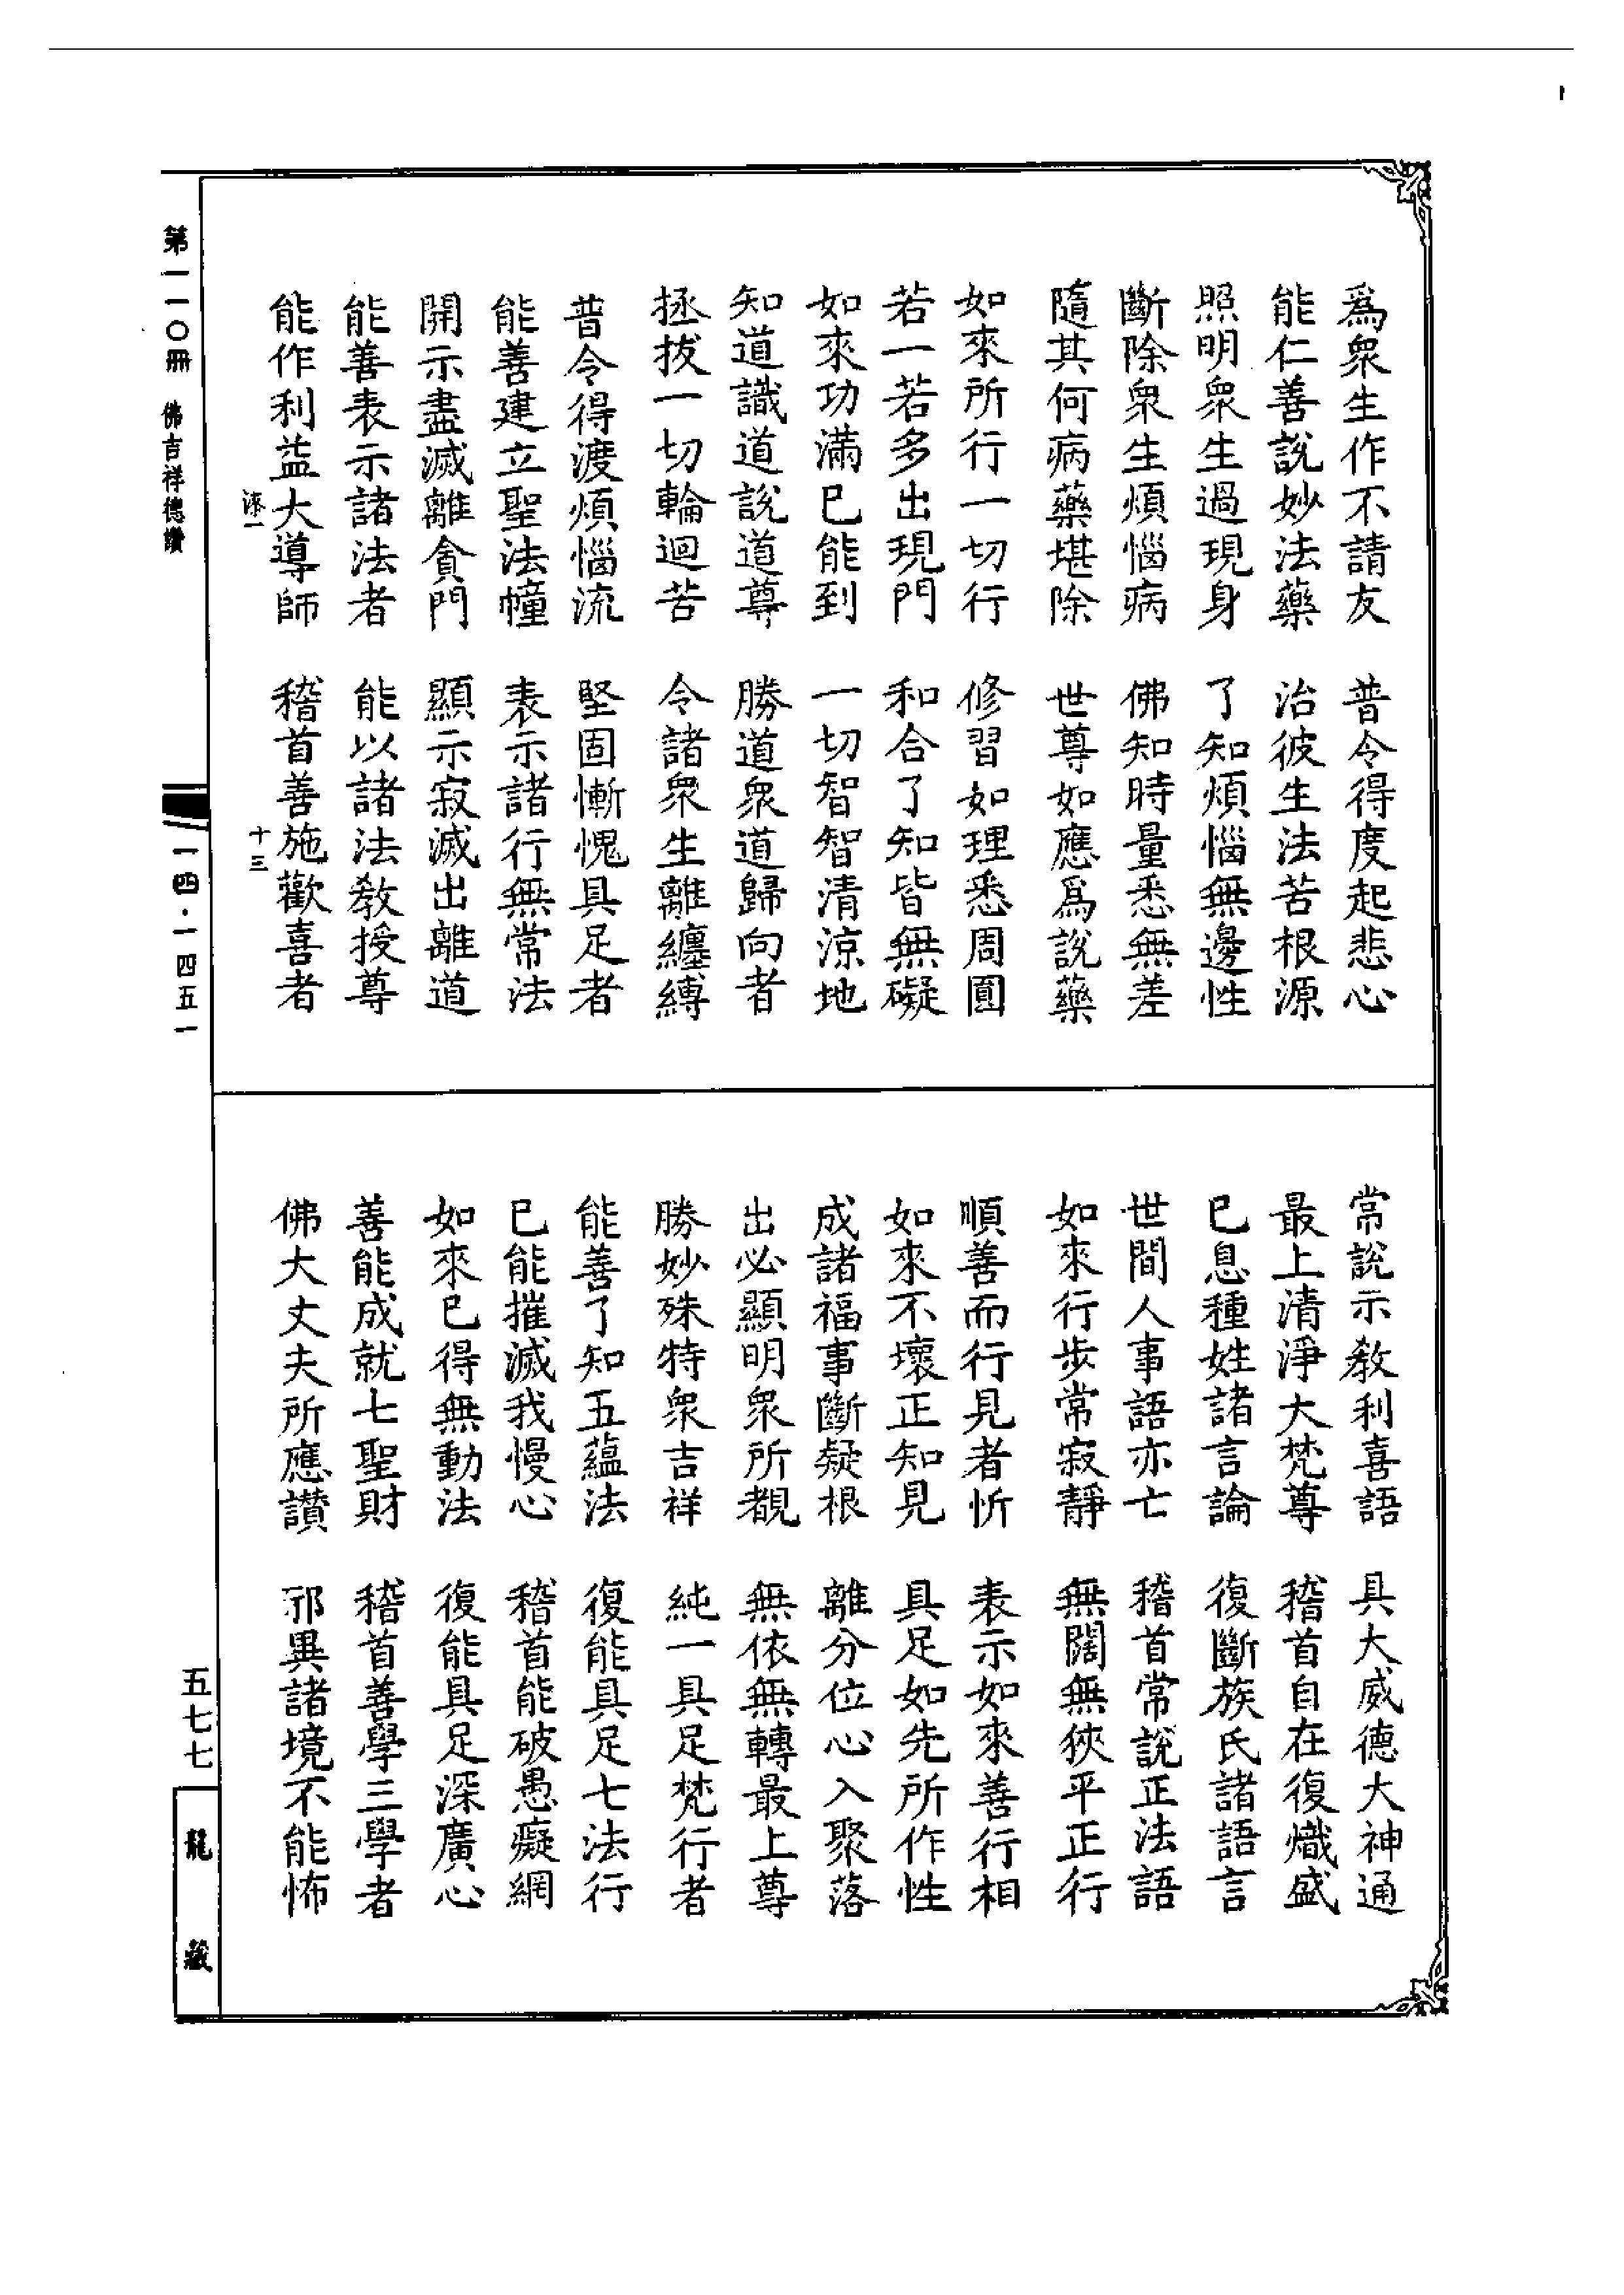 爲衆生作不請友　普令得度起悲心
能仁善說妙法藥　治彼生法苦根源
照明衆生過現身　了知煩惱無邊性
斷除衆生煩惱病　佛知時量悉無差
隨其何病藥堪除　世尊如應爲說藥
如來所行一切行　修習如理悉周圓
若一若多出現門　和合了知皆無礙
如來功滿已能到　一切智智清涼地
知道識道說道尊　勝道衆道歸向者
拯拔一切輪迴苦　令諸衆生離纏縛
普令得渡煩惱流　堅固慚愧具足者
能善建立聖法幢　表示諸行無常法
開示盡滅離貪門　顯示寂滅出離道
能善表示諸法者　能以諸法教授尊
能作利益大導師　稽首善施歡喜者
漆一　十三
常說示教利喜語　具大威德大神通
最上清淨大梵尊　稽首自在復熾盛
已息種姓諸言論　復斷族氏諸語言
世間人事語亦亡　稽首常說正法語
如來行步常寂靜　無闊無狹平正行
順善而行見者忻　表示如來善行相
如來不壞正知見　具足如先所作性
成諸福事斷疑根　離分位心入聚落
出必顯明衆所覩　無依無轉最上尊
勝妙殊特衆吉祥　純一具足梵行者
能善了知五蘊法　復能具足七法行
已能摧滅我慢心　稽首能破愚癡網
如來已得無動法　復能具足深廣心
善能成就七聖財　稽首善學三學者
佛大丈夫所應讚　邪異諸境不能怖
第一一〇冊　佛吉祥德讚　一四·一四五一　五七七　龍藏